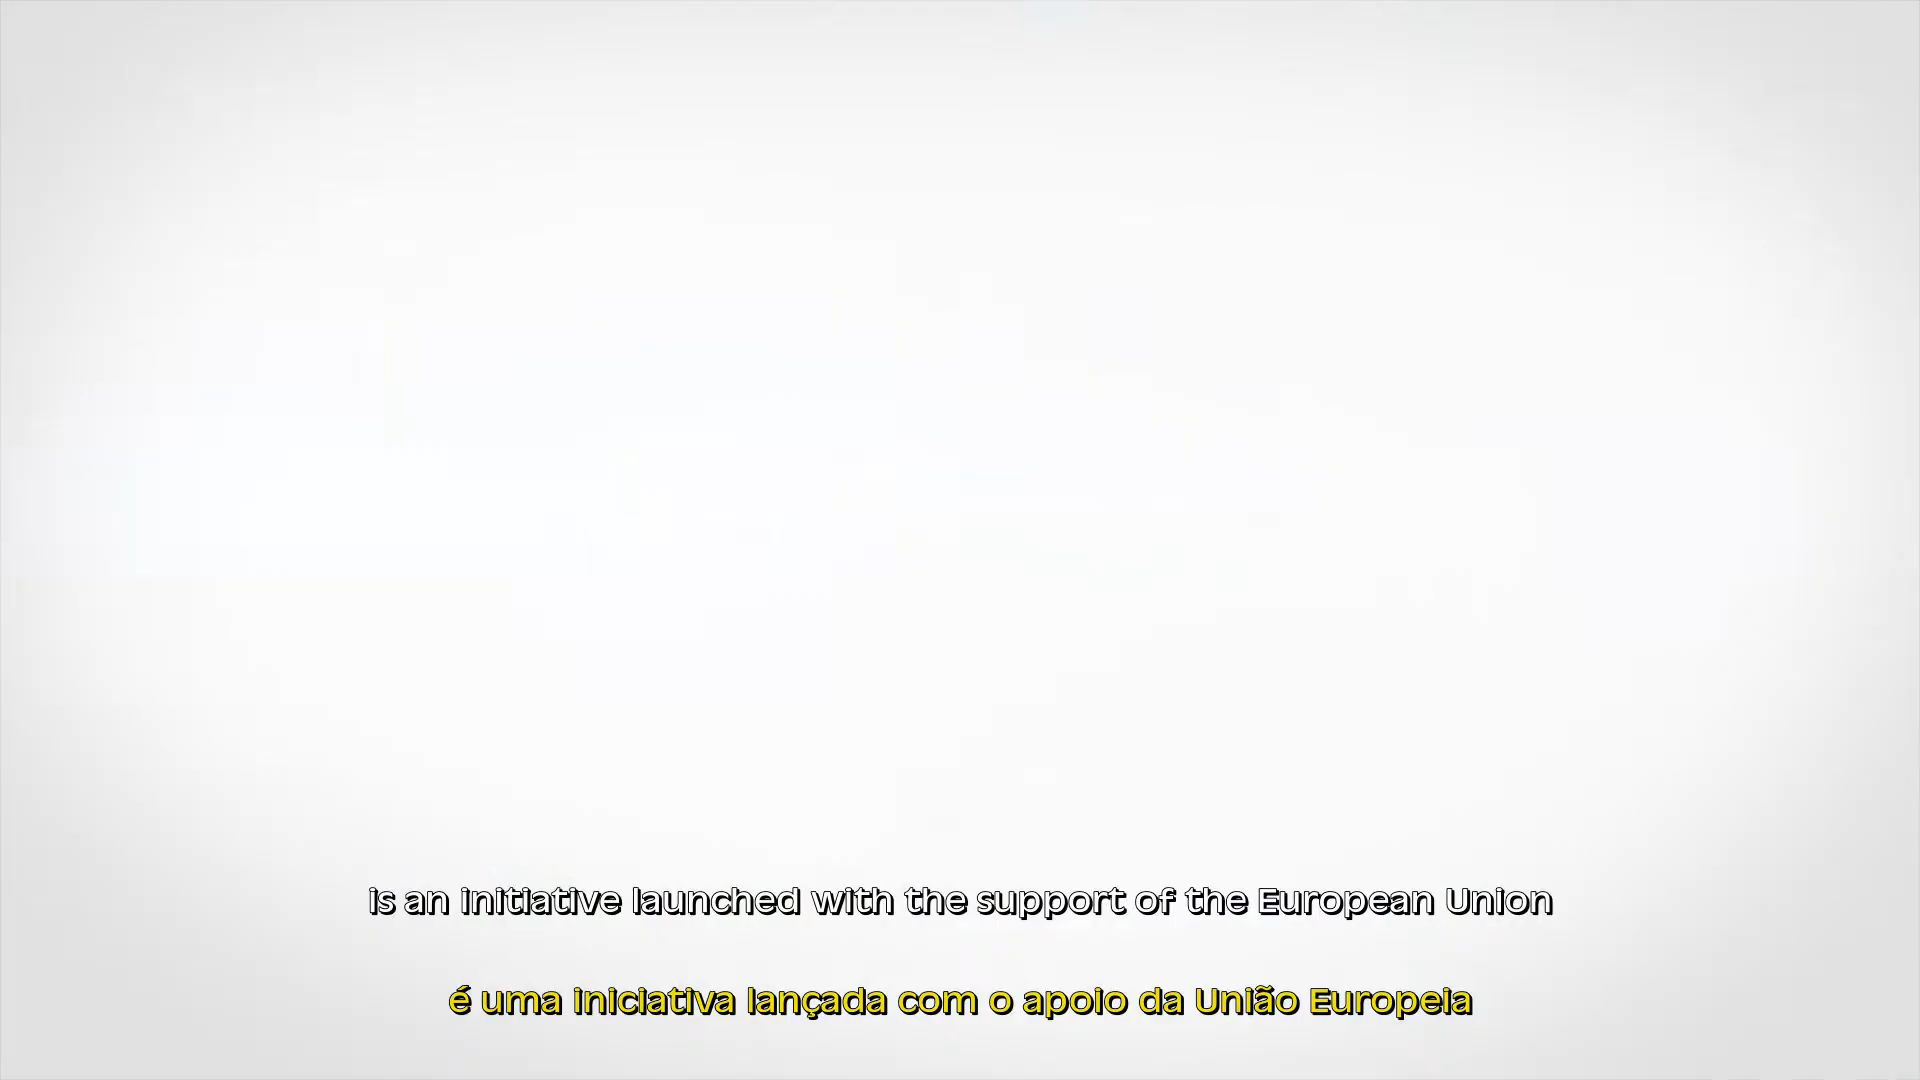 is an initiative launched with the support of the European Union
é uma iniciativa lançada com o apoio da União Europeia